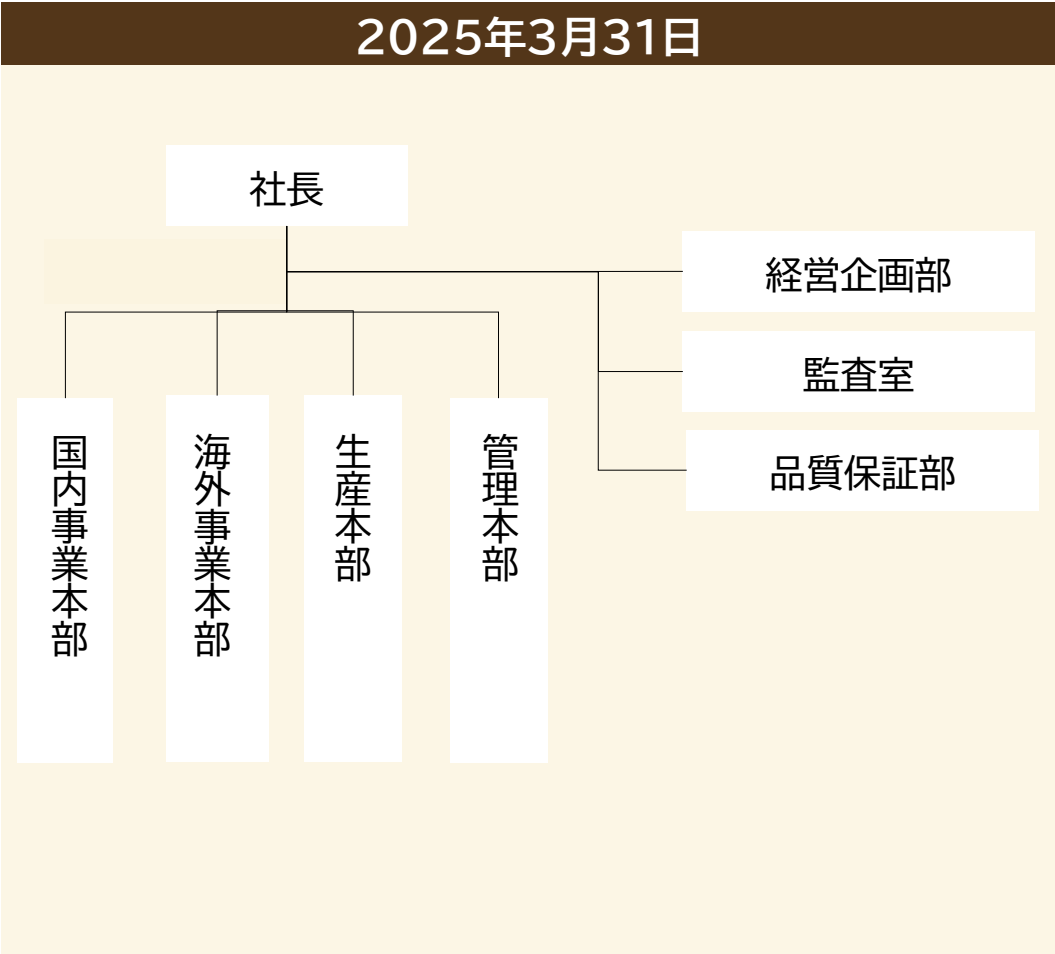 2025年3月31日
社長
経営企画部
監査室
品質保証部
国内事業本部
海外事業本部
生産本部
管理本部